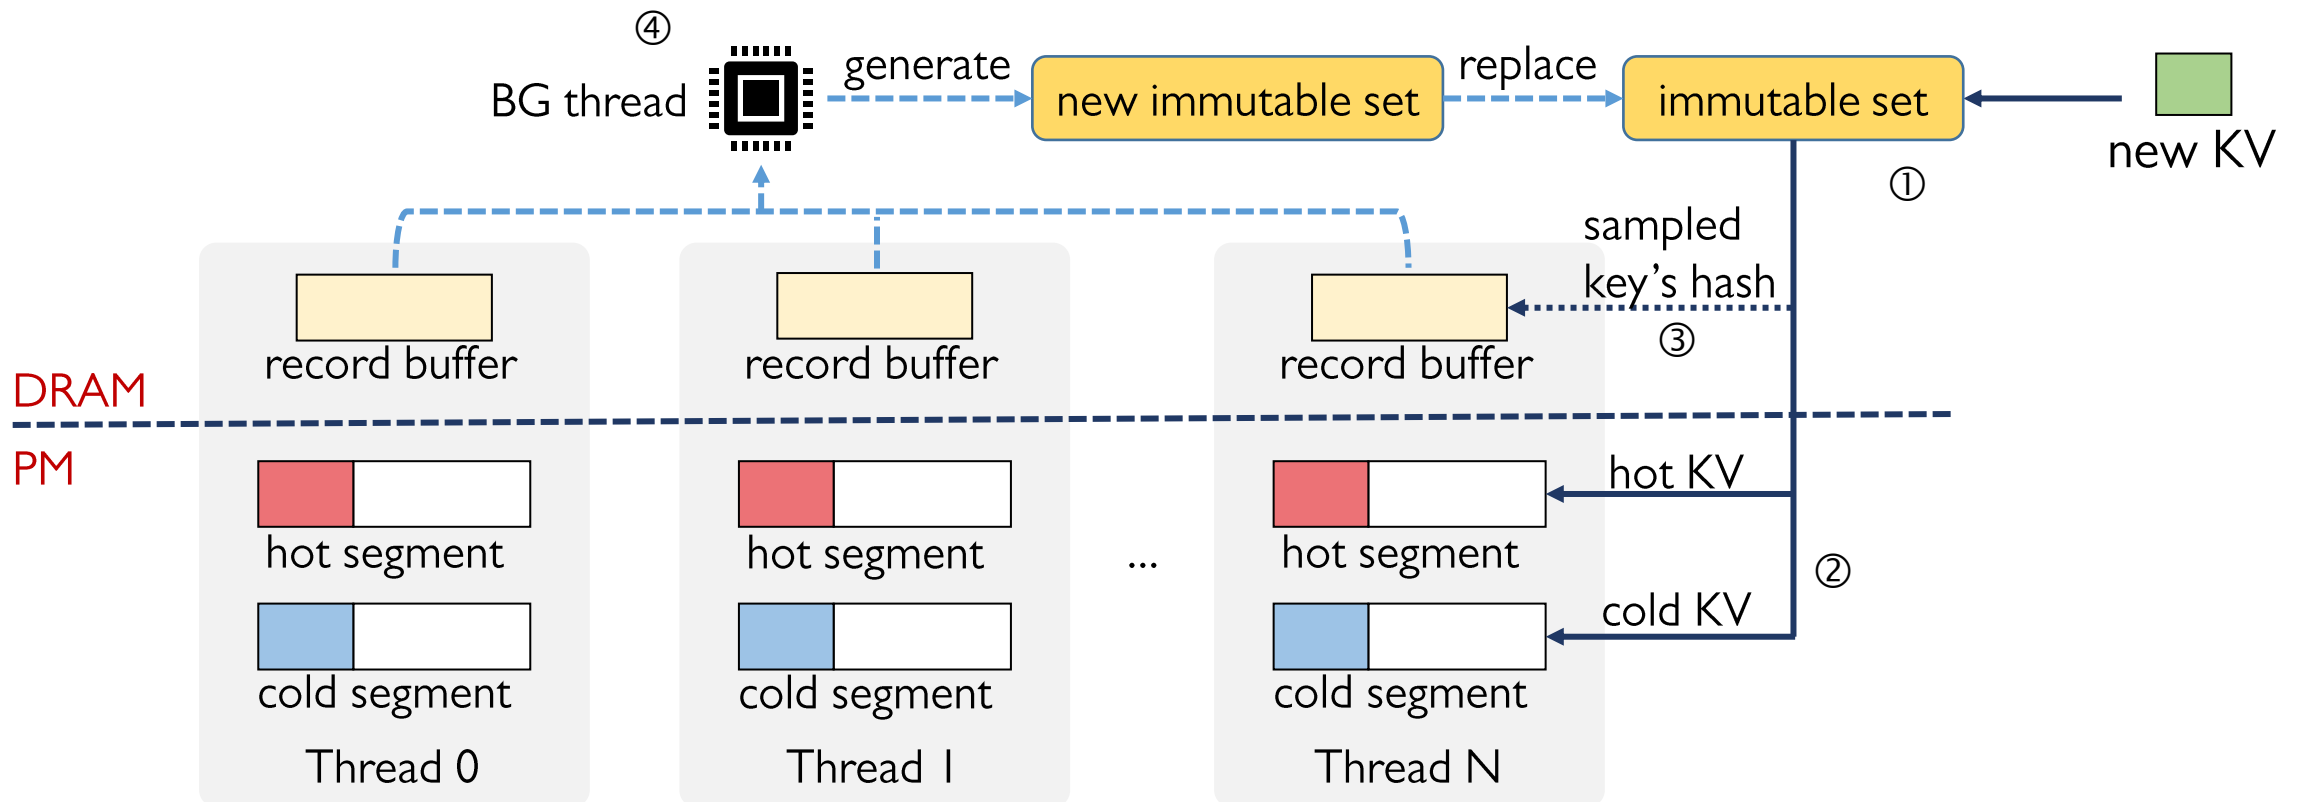 ④
BG thread
generate
new immutable set
replace
immutable set
new KV
①
sampled
key's hash
③
record buffer
record buffer
record buffer
DRAM
PM
hot KV
hot segment
hot segment
...
hot segment
②
cold KV
cold segment
cold segment
cold segment
Thread 0
Thread 1
Thread N